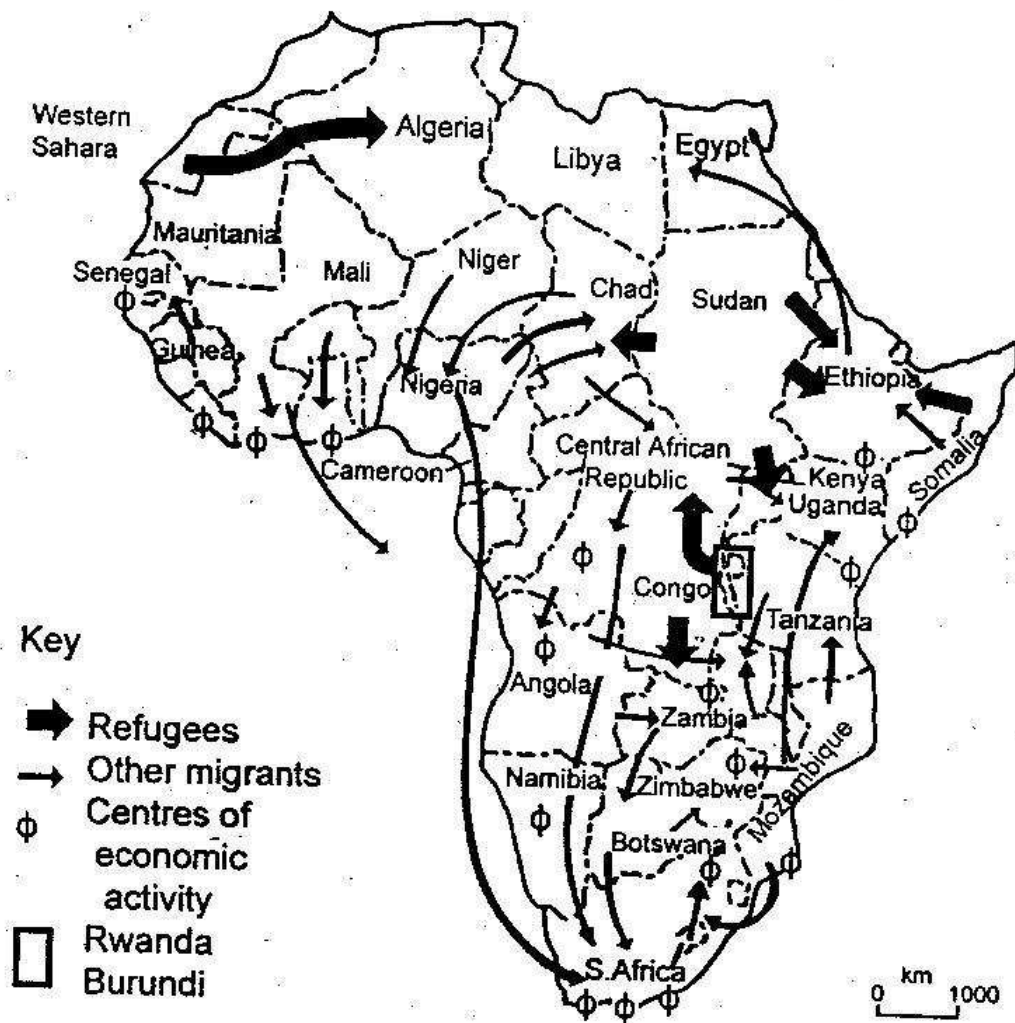 Western
Sahara
Algeria
Libya
Egypt
Mauritania
Senegal
Mali
Niger
Chad
Sudan
Guinea
Nigeria
Ethiopia
Central African
Republic
Cameroon
Kenya
Uganda
Somalia
Congo
Tanzania
Angola
Zambia
Namibia
Zimbabwe
Mozambique
Botswana
S.Africa
Key
Refugees
Other migrants
Centres of
economic
activity
Rwanda
Burundi
km
0 1000